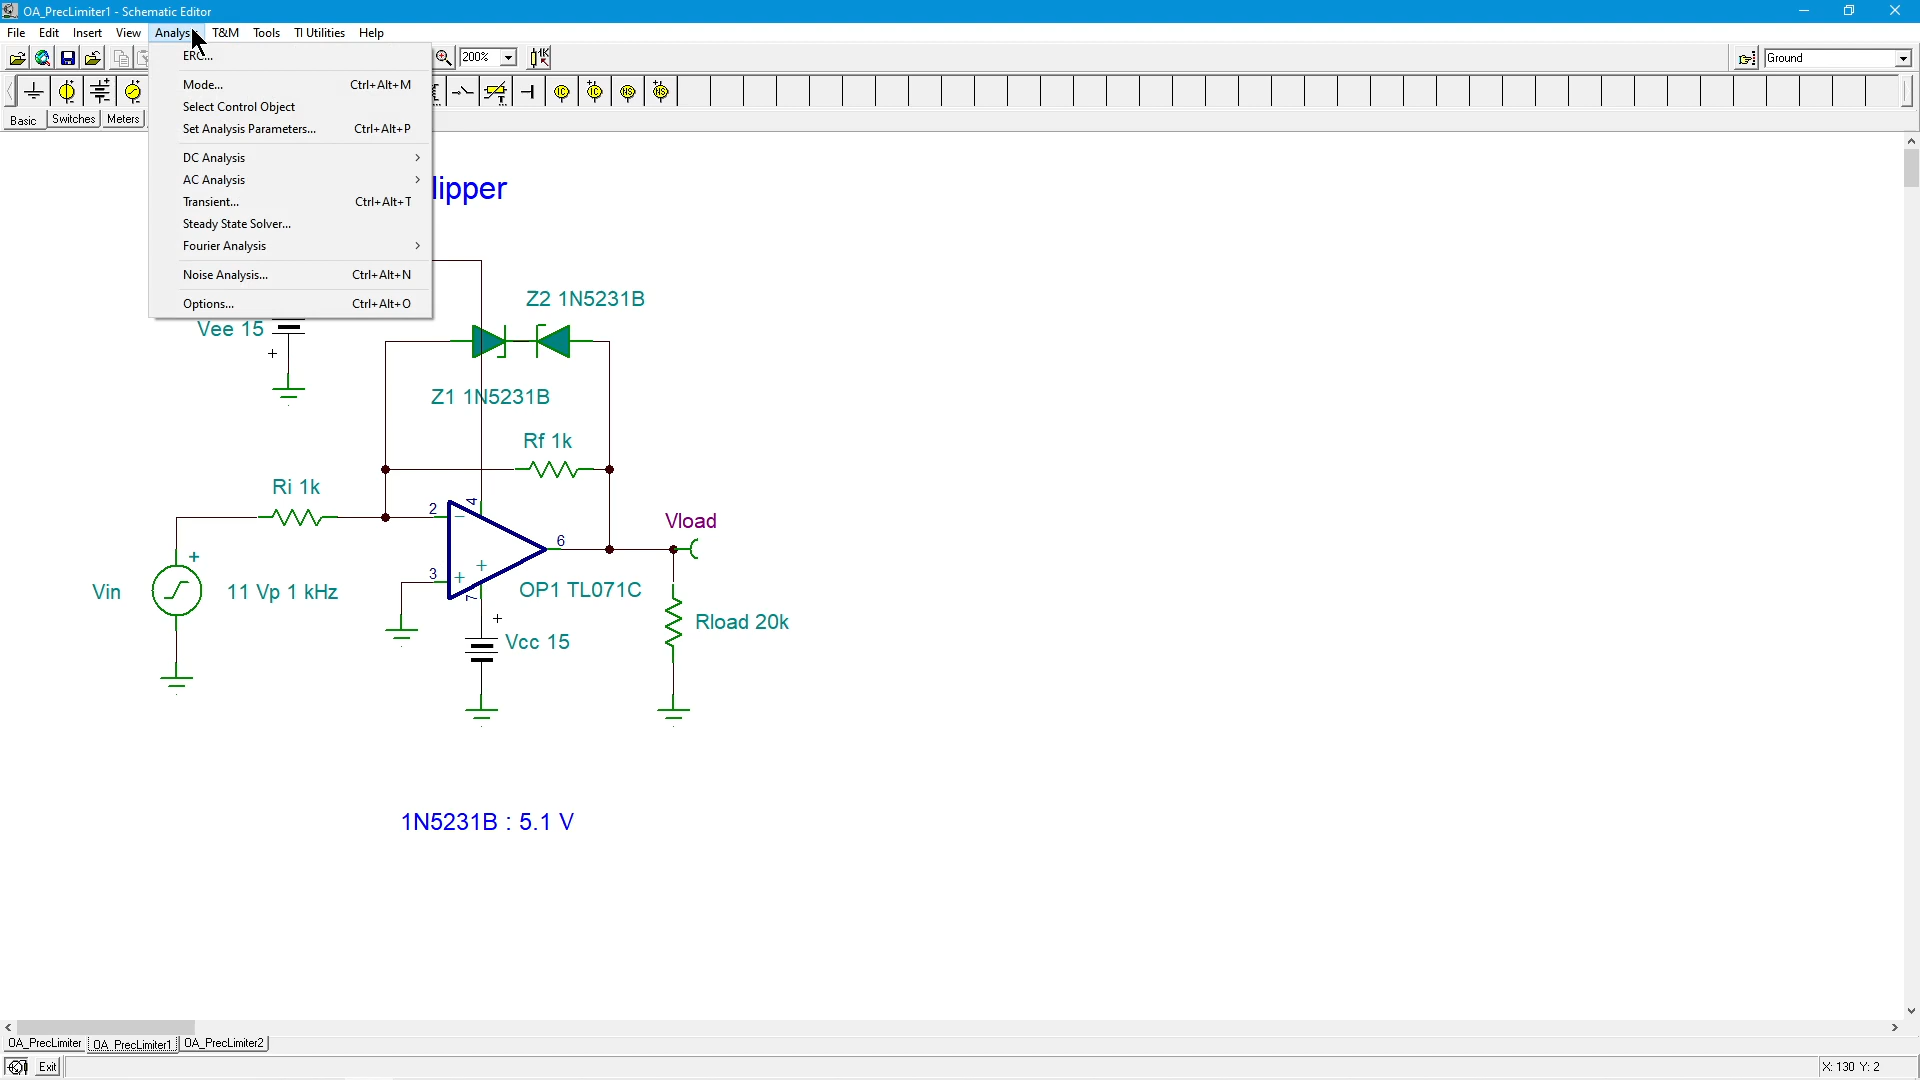 OA_PrecLimiter1 - Schematic Editor
File Edit Insert View Analys T&M Tools TI Utilities Help
200%
Ground
Basic Switches Meters
ERC...
Mode... Ctrl+Alt+M
Select Control Object
Set Analysis Parameters... Ctrl+Alt+P
DC Analysis
AC Analysis
Transient... Ctrl+Alt+T
Steady State Solver...
Fourier Analysis
Noise Analysis... Ctrl+Alt+N
Options... Ctrl+Alt+O
lipper
Vee 15
+
Z2 1N5231B
Z1 1N5231B
Rf 1k
Ri 1k
2
4
6
3
7
Vload
Vin
+
11 Vp 1 kHz
OP1 TL071C
+
Vcc 15
Rload 20k
1N5231B : 5.1 V
OA_PrecLimiter OA_PrecLimiter1 OA_PrecLimiter2
Exit
X: 130 Y: 2